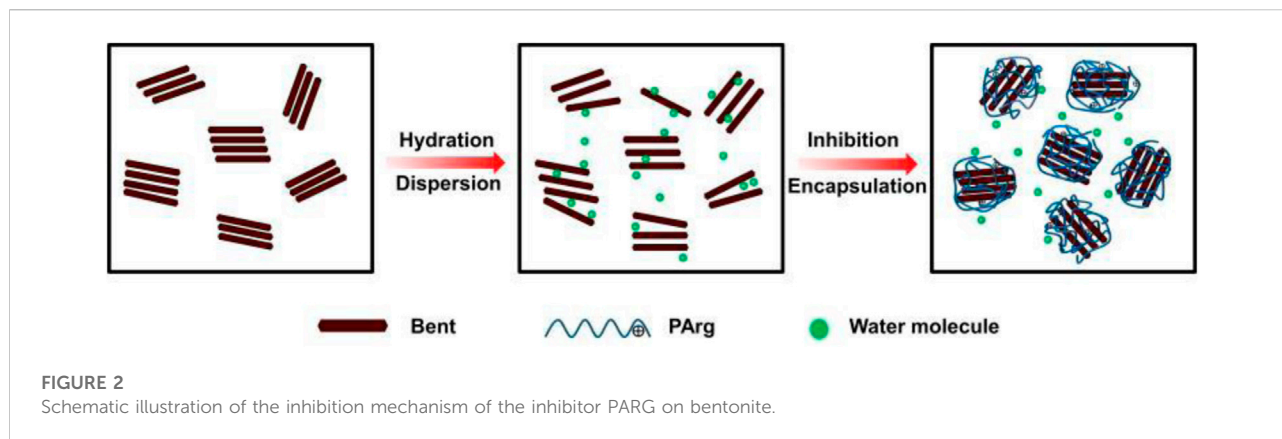 Hydration
Dispersion
Inhibition
Encapsulation
Bent
PArg
Water molecule
FIGURE 2
Schematic illustration of the inhibition mechanism of the inhibitor PARG on bentonite.